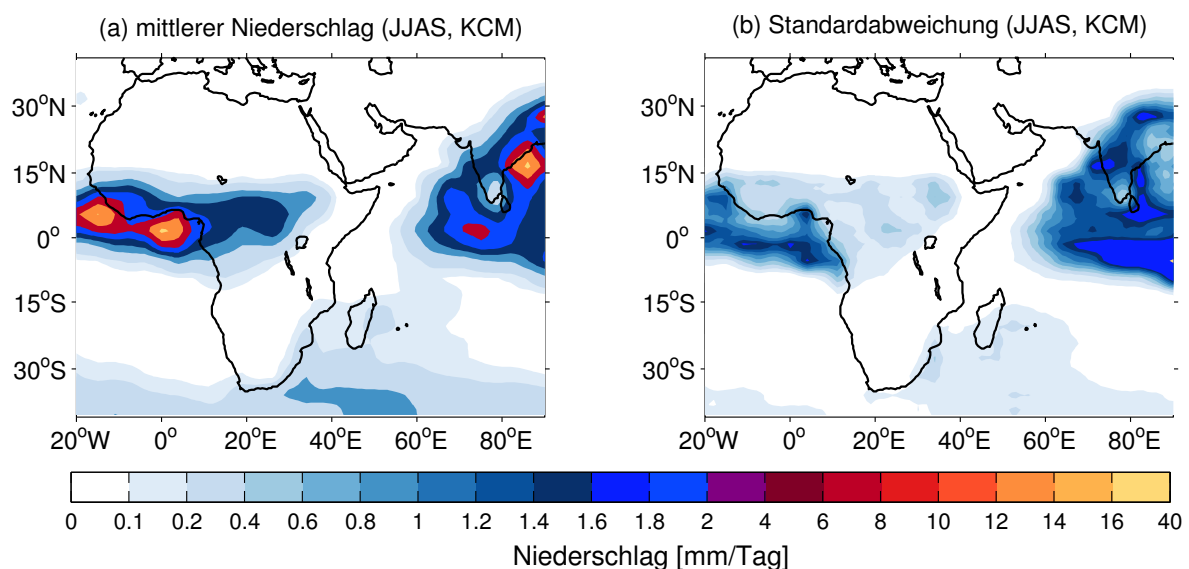 (a) mittlerer Niederschlag (JJAS, KCM) (b) Standardabweichung (JJAS, KCM)
30°N 30°N
15°N 15°N
0° 0°
15°S 15°S
30°S 30°S
20°W 0° 20°E 40°E 60°E 80°E 20°W 0° 20°E 40°E 60°E 80°E
0 0.1 0.2 0.4 0.6 0.8 1 1.2 1.4 1.6 1.8 2 4 6 8 10 12 14 16 40
Niederschlag [mm/Tag]